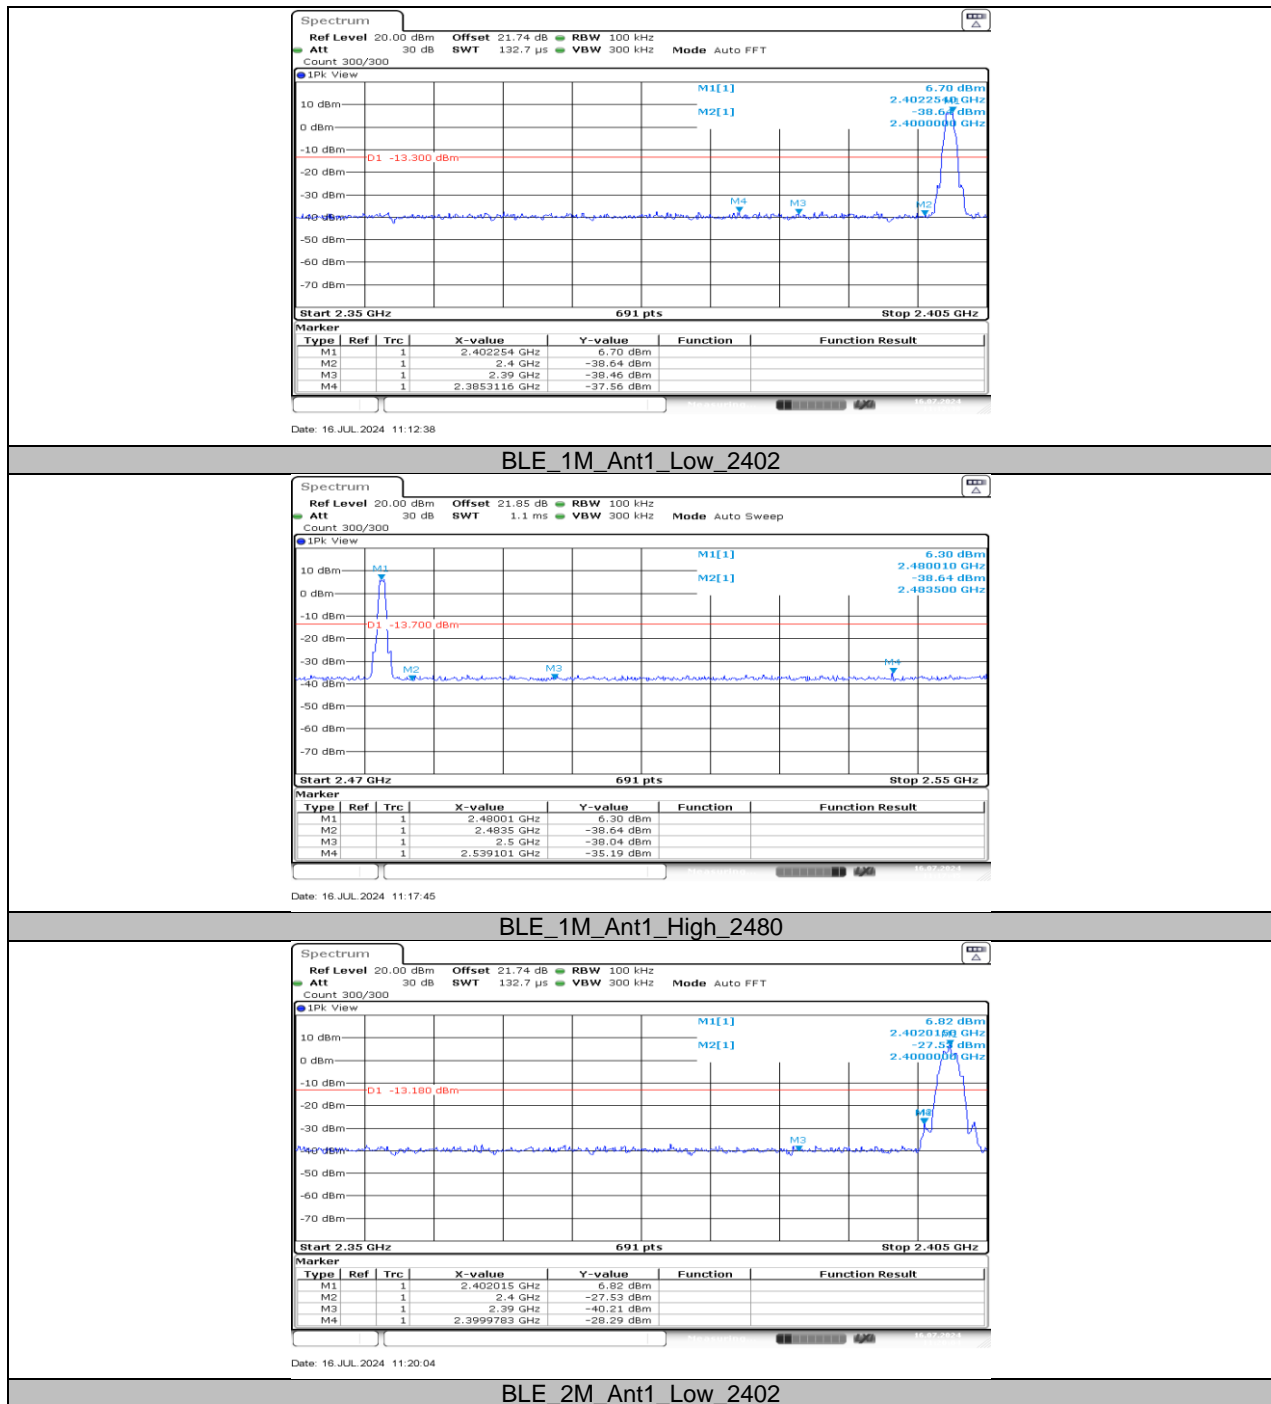 Spectrum
Ref Level 20.00 dBm Offset 21.74 dB RBW 100 kHz
Att 30 dB SWT 132.7 µs VBW 300 kHz Mode Auto FFT
Count 300/300
1Pk View
M1[1] 6.70 dBm
2.4022540 GHz
M2[1] -38.64 dBm
2.4000000 GHz
10 dBm
0 dBm
-10 dBm
D1 -13.300 dBm
-20 dBm
-30 dBm
M4 M3 M2
-40 dBm
-50 dBm
-60 dBm
-70 dBm
Start 2.35 GHz 691 pts Stop 2.405 GHz
Marker
Type Ref Trc X-value Y-value Function Function Result
M1 1 2.402254 GHz 6.70 dBm
M2 1 2.4 GHz -38.64 dBm
M3 1 2.39 GHz -38.46 dBm
M4 1 2.3853116 GHz -37.56 dBm
Date: 16.JUL.2024 11:12:38
BLE_1M_Ant1_Low_2402
Spectrum
Ref Level 20.00 dBm Offset 21.85 dB RBW 100 kHz
Att 30 dB SWT 1.1 ms VBW 300 kHz Mode Auto Sweep
Count 300/300
1Pk View
M1[1] 6.30 dBm
2.480010 GHz
M2[1] -38.64 dBm
2.483500 GHz
10 dBm
M1
0 dBm
-10 dBm
D1 -13.700 dBm
-20 dBm
-30 dBm
M2 M3 M4
-40 dBm
-50 dBm
-60 dBm
-70 dBm
Start 2.47 GHz 691 pts Stop 2.55 GHz
Marker
Type Ref Trc X-value Y-value Function Function Result
M1 1 2.48001 GHz 6.30 dBm
M2 1 2.4835 GHz -38.64 dBm
M3 1 2.5 GHz -38.04 dBm
M4 1 2.539101 GHz -35.19 dBm
Date: 16.JUL.2024 11:17:45
BLE_1M_Ant1_High_2480
Spectrum
Ref Level 20.00 dBm Offset 21.74 dB RBW 100 kHz
Att 30 dB SWT 132.7 µs VBW 300 kHz Mode Auto FFT
Count 300/300
1Pk View
M1[1] 6.82 dBm
2.4020150 GHz
M2[1] -27.53 dBm
2.4000000 GHz
10 dBm
0 dBm
-10 dBm
D1 -13.180 dBm
-20 dBm
-30 dBm
M3
-40 dBm
-50 dBm
-60 dBm
-70 dBm
Start 2.35 GHz 691 pts Stop 2.405 GHz
Marker
Type Ref Trc X-value Y-value Function Function Result
M1 1 2.402015 GHz 6.82 dBm
M2 1 2.4 GHz -27.53 dBm
M3 1 2.39 GHz -40.21 dBm
M4 1 2.3999783 GHz -28.29 dBm
Date: 16.JUL.2024 11:20:04
BLE_2M_Ant1_Low_2402